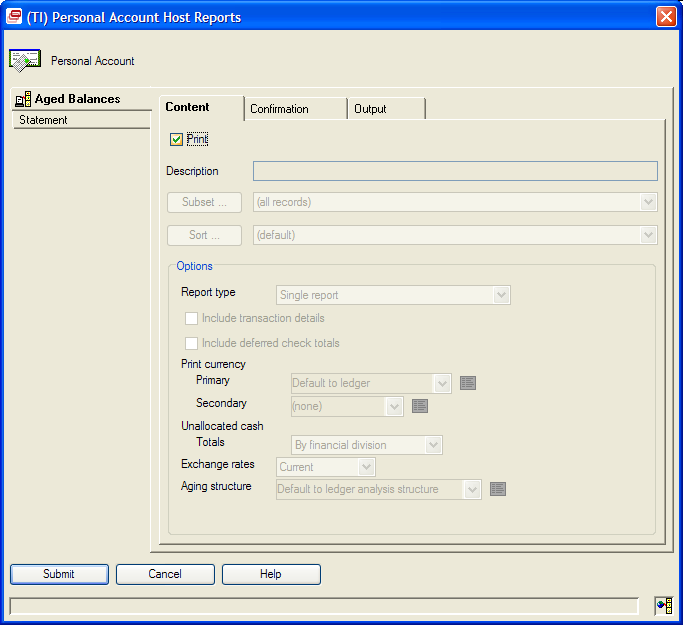 (TI) Personal Account Host Reports
Personal Account
Aged Balances
Statement
Content
Confirmation
Output
Print
Description
Subset ...
(all records)
Sort ...
(default)
Options
Report type
Single report
Include transaction details
Include deferred check totals
Print currency
Primary
Default to ledger
Secondary
(none)
Unallocated cash
Totals
By financial division
Exchange rates
Current
Aging structure
Default to ledger analysis structure
Submit
Cancel
Help